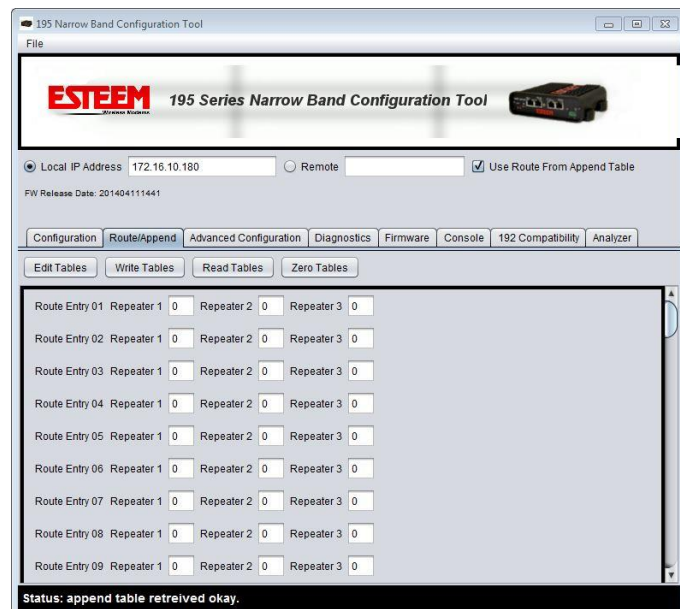 195 Narrow Band Configuration Tool
File
ESTEEM
Wireless Modems
195 Series Narrow Band Configuration Tool
Local IP Address 172.16.10.180 Remote Use Route From Append Table
FW Release Date: 201404111441
Configuration Route/Append Advanced Configuration Diagnostics Firmware Console 192 Compatibility Analyzer
Edit Tables Write Tables Read Tables Zero Tables
Route Entry 01 Repeater 1 0 Repeater 2 0 Repeater 3 0
Route Entry 02 Repeater 1 0 Repeater 2 0 Repeater 3 0
Route Entry 03 Repeater 1 0 Repeater 2 0 Repeater 3 0
Route Entry 04 Repeater 1 0 Repeater 2 0 Repeater 3 0
Route Entry 05 Repeater 1 0 Repeater 2 0 Repeater 3 0
Route Entry 06 Repeater 1 0 Repeater 2 0 Repeater 3 0
Route Entry 07 Repeater 1 0 Repeater 2 0 Repeater 3 0
Route Entry 08 Repeater 1 0 Repeater 2 0 Repeater 3 0
Route Entry 09 Repeater 1 0 Repeater 2 0 Repeater 3 0
Status: append table retreived okay.